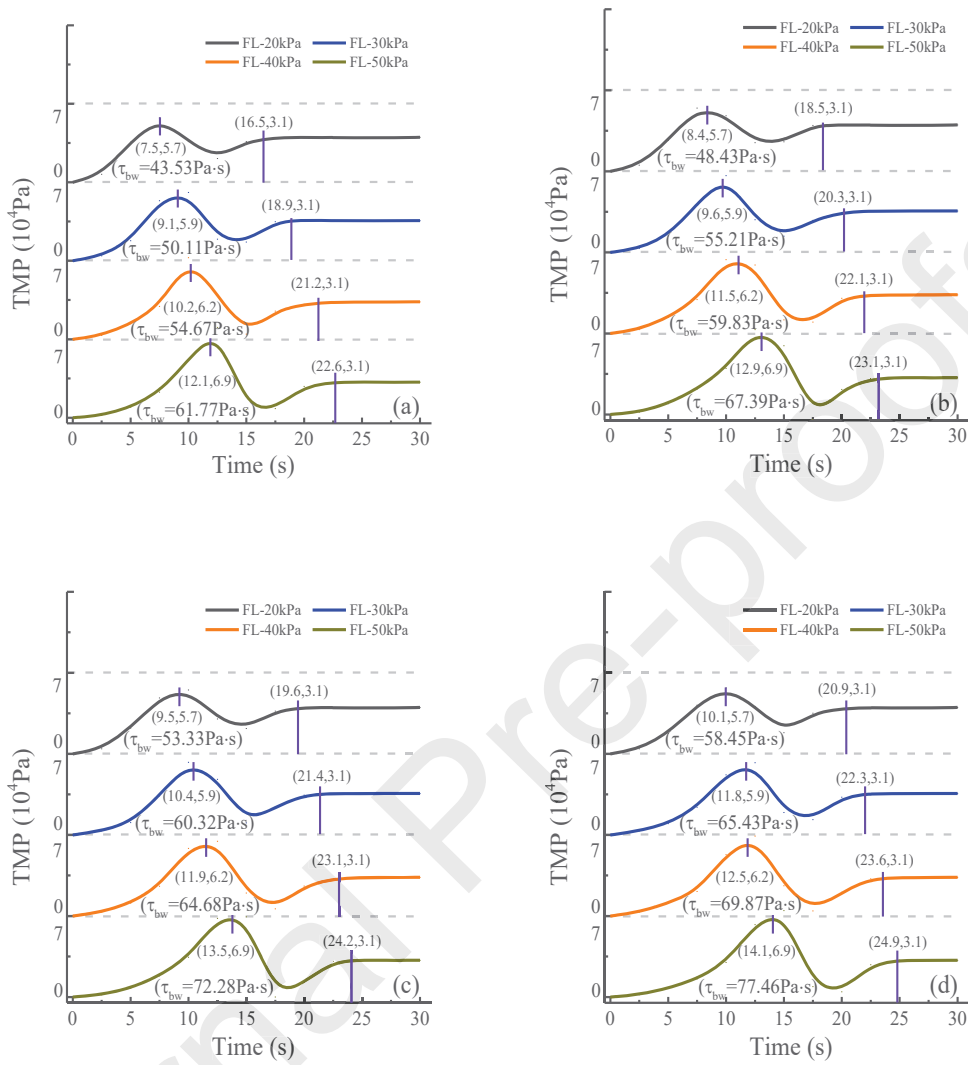 FL-20kPa FL-30kPa
FL-40kPa FL-50kPa
TMP (10⁴Pa)
7
(16.5,3.1)
(7.5,5.7)
(τbw=43.53Pa·s)
0
7
(18.9,3.1)
(9.1,5.9)
(τbw=50.11Pa·s)
0
7
(21.2,3.1)
(10.2,6.2)
(τbw=54.67Pa·s)
0
7
(22.6,3.1)
(12.1,6.9)
(τbw=61.77Pa·s)
(a)
0
0 5 10 15 20 25 30
Time (s)
FL-20kPa FL-30kPa
FL-40kPa FL-50kPa
TMP (10⁴Pa)
7
(18.5,3.1)
(8.4,5.7)
(τbw=48.43Pa·s)
0
7
(20.3,3.1)
(9.6,5.9)
(τbw=55.21Pa·s)
0
7
(22.1,3.1)
(11.5,6.2)
(τbw=59.83Pa·s)
0
7
(23.1,3.1)
(12.9,6.9)
(τbw=67.39Pa·s)
(b)
0
0 5 10 15 20 25 30
Time (s)
FL-20kPa FL-30kPa
FL-40kPa FL-50kPa
TMP (10⁴Pa)
7
(19.6,3.1)
(9.5,5.7)
(τbw=53.33Pa·s)
0
7
(21.4,3.1)
(10.4,5.9)
(τbw=60.32Pa·s)
0
7
(23.1,3.1)
(11.9,6.2)
(τbw=64.68Pa·s)
0
7
(24.2,3.1)
(13.5,6.9)
(τbw=72.28Pa·s)
(c)
0
0 5 10 15 20 25 30
Time (s)
FL-20kPa FL-30kPa
FL-40kPa FL-50kPa
TMP (10⁴Pa)
7
(20.9,3.1)
(10.1,5.7)
(τbw=58.45Pa·s)
0
7
(22.3,3.1)
(11.8,5.9)
(τbw=65.43Pa·s)
0
7
(23.6,3.1)
(12.5,6.2)
(τbw=69.87Pa·s)
0
7
(24.9,3.1)
(14.1,6.9)
(τbw=77.46Pa·s)
(d)
0
0 5 10 15 20 25 30
Time (s)
rnal Pre-proof